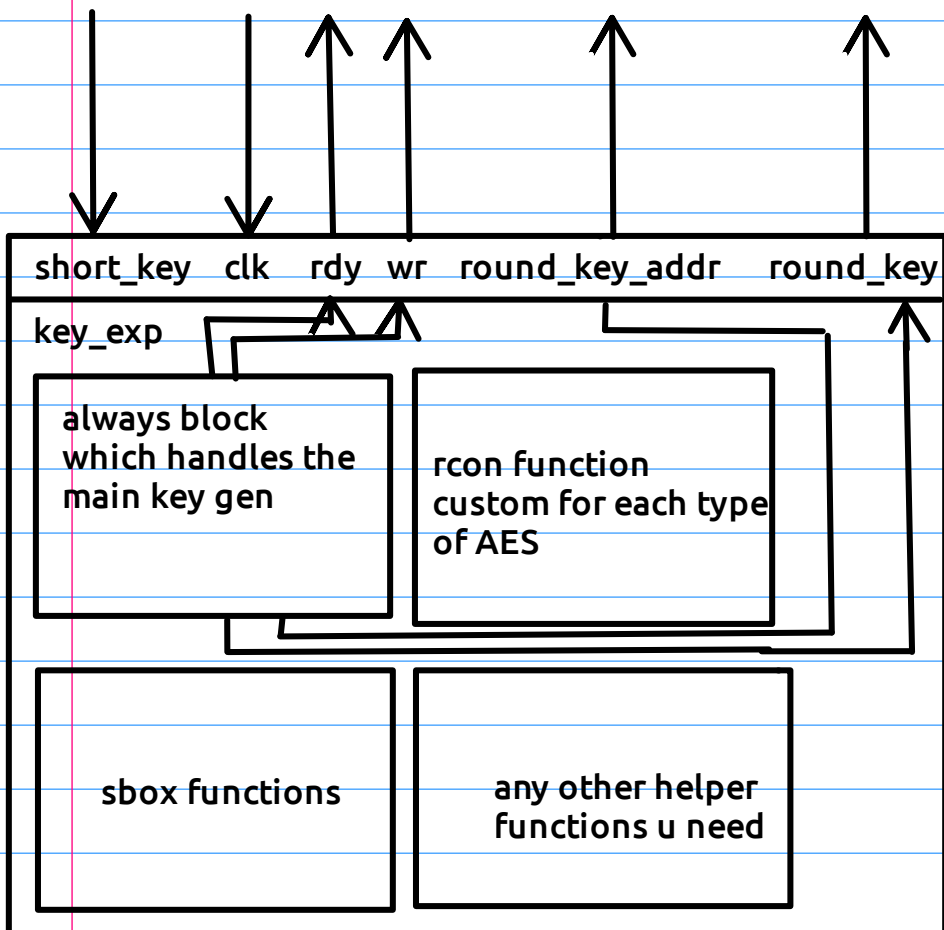 short_key clk rdy wr round_key_addr round_key
key_exp
always block
which handles the
main key gen
rcon function
custom for each type
of AES
sbox functions
any other helper
functions u need